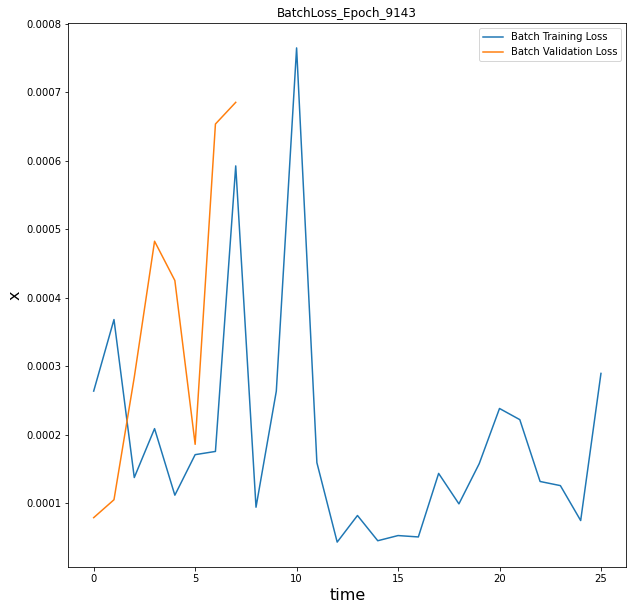 BatchLoss_Epoch_9143
Batch Training Loss
Batch Validation Loss
0.0008
0.0007
0.0006
0.0005
0.0004
0.0003
0.0002
0.0001
x
0 5 10 15 20 25
time